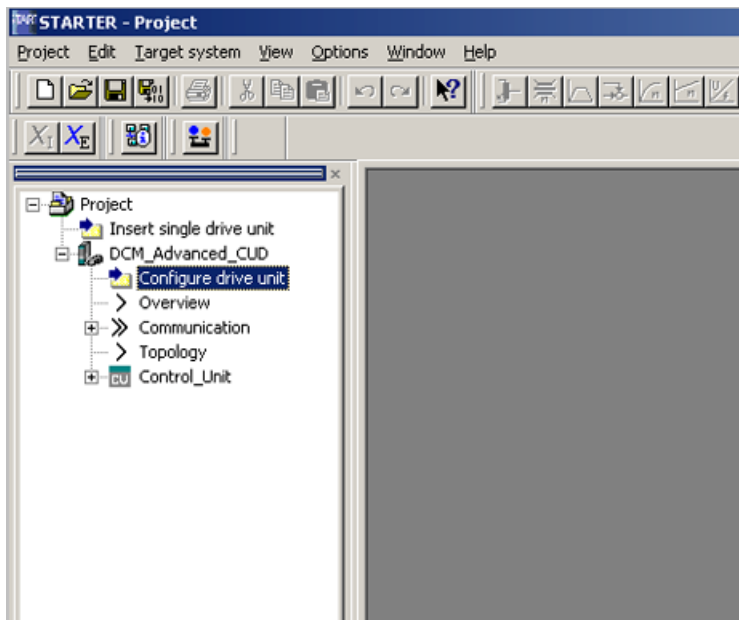 STARTER - Project
Project Edit Target system View Options Window Help
Project
Insert single drive unit
DCM_Advanced_CUD
Configure drive unit
Overview
Communication
Topology
CU Control_Unit